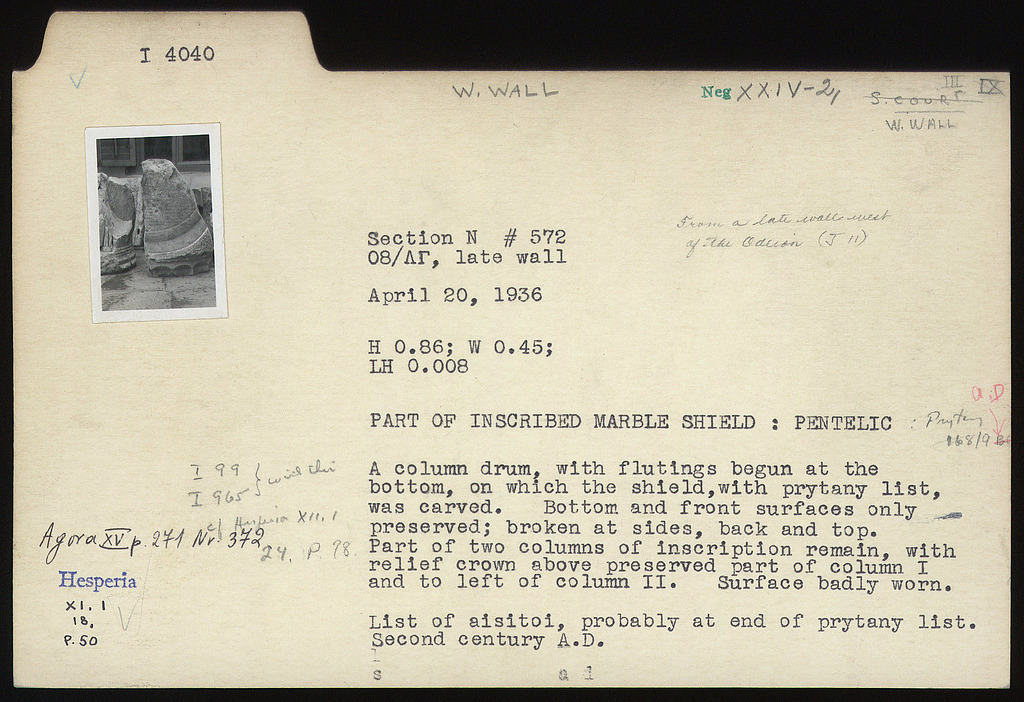 I 4040
W. WALL
Neg XXIV-2,
III IX
S. COURT
W. WALL
From a late wall west
of the Odeion (J 11)
Section N # 572
08/ΛΓ, late wall
April 20, 1936
H 0.86; W 0.45;
LH 0.008
PART OF INSCRIBED MARBLE SHIELD : PENTELIC : Prytany
A.D
168/9
I 99
I 965 } with this
cf Hesperia XII, 1
24, P. 98.
Agora XV p. 271 Nr. 372
Hesperia
XI. 1
18,
P. 50
A column drum, with flutings begun at the
bottom, on which the shield,with prytany list,
was carved. Bottom and front surfaces only
preserved; broken at sides, back and top.
Part of two columns of inscription remain, with
relief crown above preserved part of column I
and to left of column II. Surface badly worn.
List of aisitoi, probably at end of prytany list.
Second century A.D.
s a l